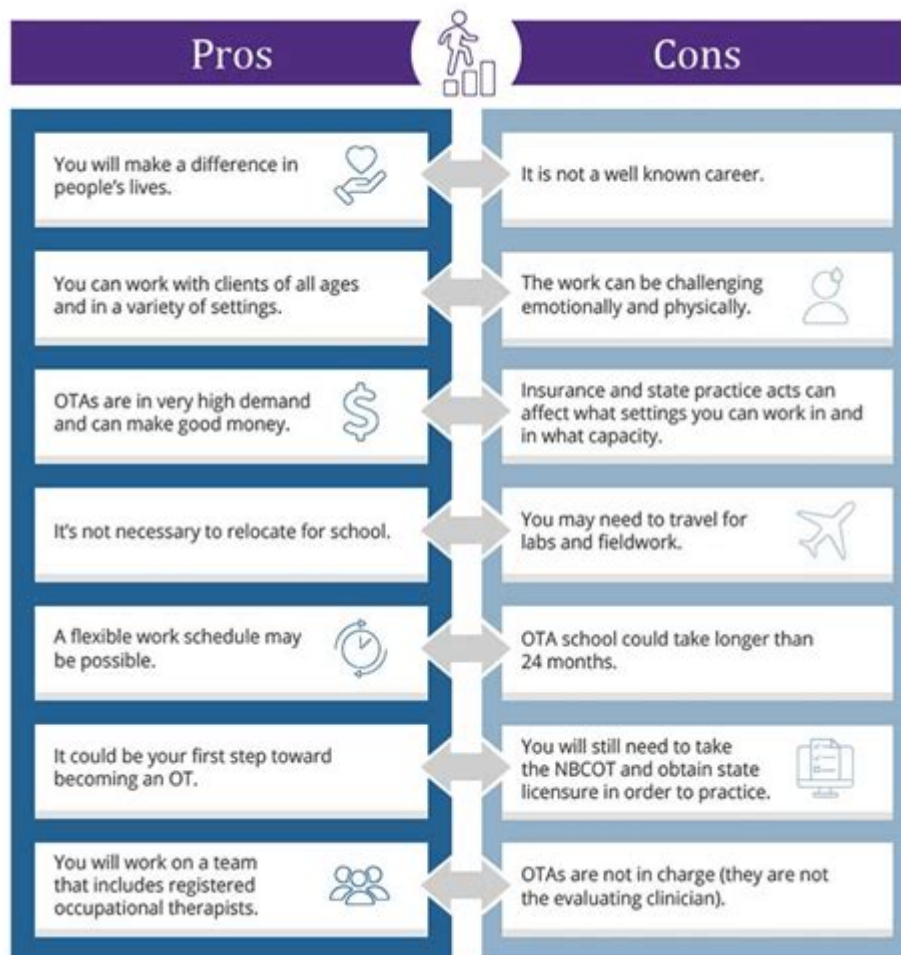 Pros
Cons
You will make a difference in
people's lives.
It is not a well known career.
You can work with clients of all ages
and in a variety of settings.
The work can be challenging
emotionally and physically.
OTAs are in very high demand
and can make good money.
Insurance and state practice acts can
affect what settings you can work in and
in what capacity.
It's not necessary to relocate for school.
You may need to travel for
labs and fieldwork.
A flexible work schedule may
be possible.
OTA school could take longer than
24 months.
It could be your first step toward
becoming an OT.
You will still need to take
the NBCOT and obtain state
licensure in order to practice.
You will work on a team
that includes registered
occupational therapists.
OTAs are not in charge (they are not
the evaluating clinician).